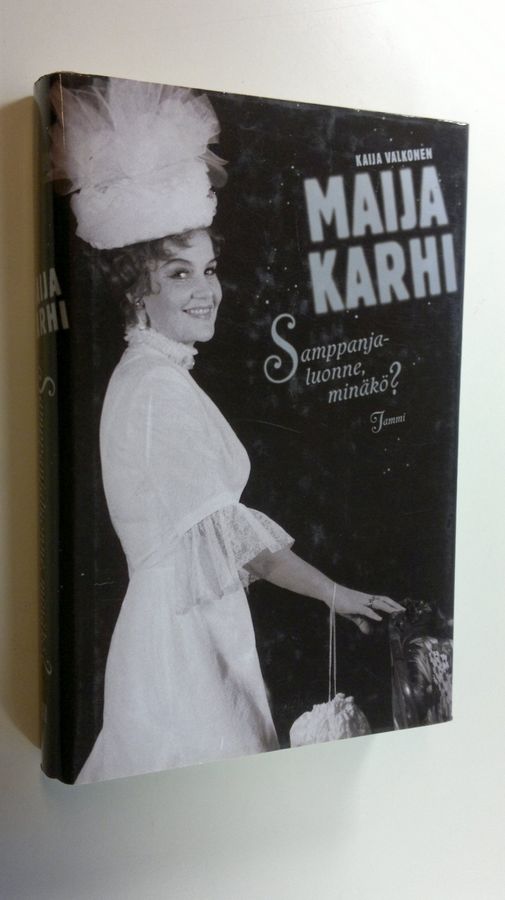 KAIJA VALKONEN
MAIJA
KARHI
Samppanja-
luonne,
minäkö?
Tammi
MAIJA
KARHI